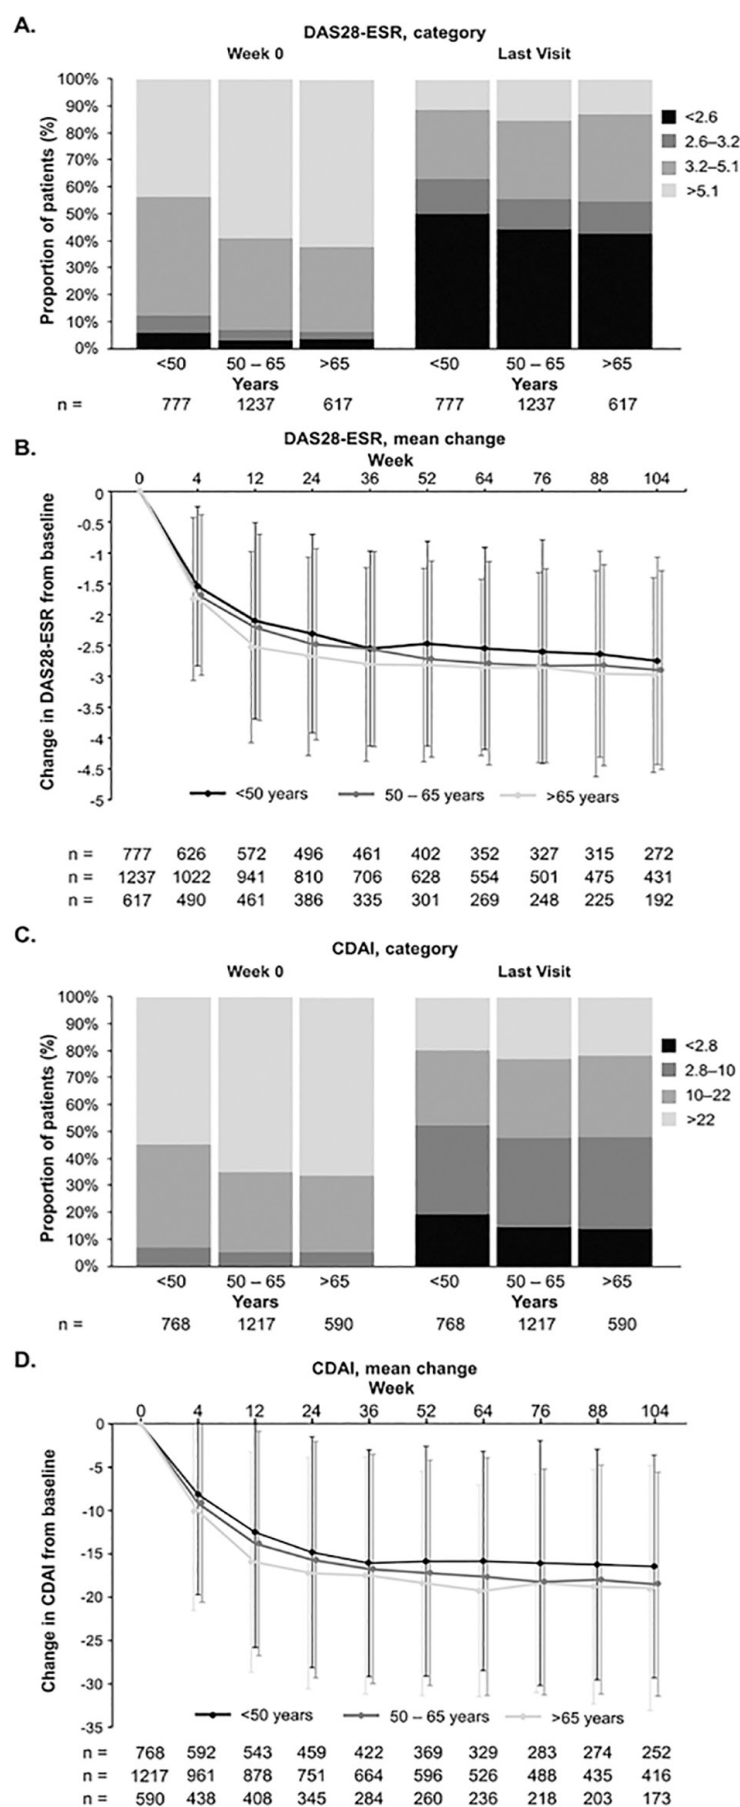 A.
DAS28-ESR, category
Week 0 Last Visit
Proportion of patients (%)
100%
90%
80%
70%
60%
50%
40%
30%
20%
10%
0%
<2.6
2.6–3.2
3.2–5.1
>5.1
<50 50 – 65 >65 <50 50 – 65 >65
Years Years
n = 777 1237 617 777 1237 617
B.
DAS28-ESR, mean change
Week
0 4 12 24 36 52 64 76 88 104
Change in DAS28-ESR from baseline
0
-0.5
-1
-1.5
-2
-2.5
-3
-3.5
-4
-4.5
-5
<50 years 50 – 65 years >65 years
n = 777 626 572 496 461 402 352 327 315 272
n = 1237 1022 941 810 706 628 554 501 475 431
n = 617 490 461 386 335 301 269 248 225 192
C.
CDAI, category
Week 0 Last Visit
Proportion of patients (%)
100%
90%
80%
70%
60%
50%
40%
30%
20%
10%
0%
<2.8
2.8–10
10–22
>22
<50 50 – 65 >65 <50 50 – 65 >65
Years Years
n = 768 1217 590 768 1217 590
D.
CDAI, mean change
Week
0 4 12 24 36 52 64 76 88 104
Change in CDAI from baseline
0
-5
-10
-15
-20
-25
-30
-35
<50 years 50 – 65 years >65 years
n = 768 592 543 459 422 369 329 283 274 252
n = 1217 961 878 751 664 596 526 488 435 416
n = 590 438 408 345 284 260 236 218 203 173